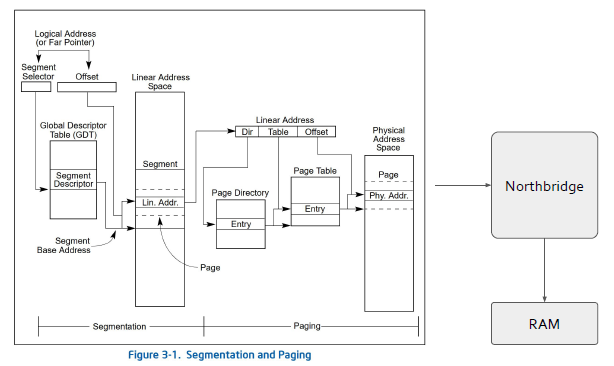 Logical Address
(or Far Pointer)
Segment
Selector
Offset
Linear Address
Space
Global Descriptor
Table (GDT)
Segment
Descriptor
Segment
Lin. Addr.
Segment
Base Address
Page
Linear Address
Dir
Table
Offset
Page Directory
Entry
Page Table
Entry
Physical
Address
Space
Page
Phy. Addr.
Segmentation
Paging
Figure 3-1. Segmentation and Paging
Northbridge
RAM